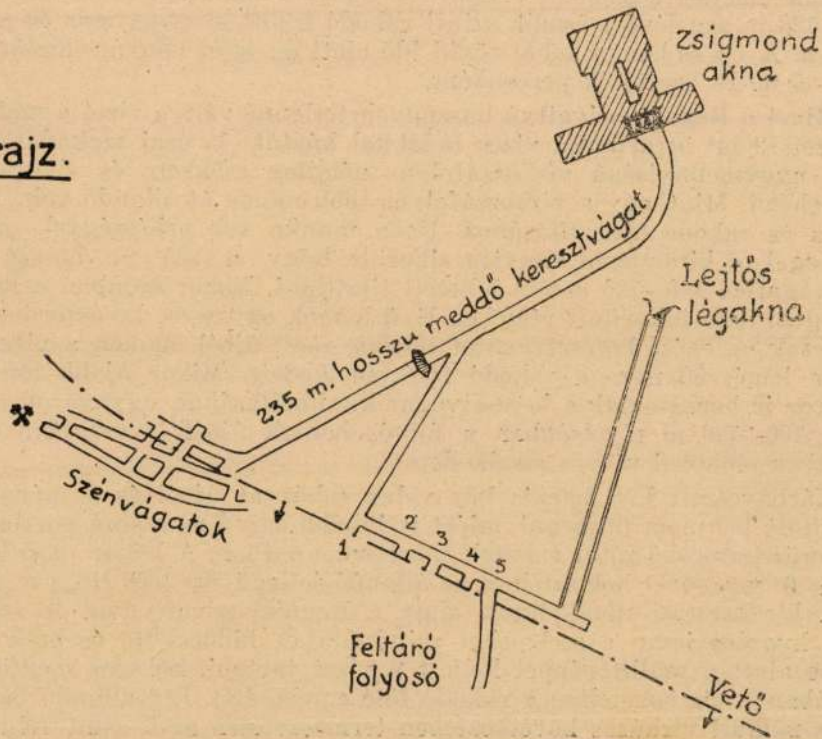 Zsigmond
akna
rajz.
235 m. hosszu meddő keresztvágat
Lejtős
légakna
Szénvágatok
1
2
3
4
5
Feltáró
folyosó
Vető